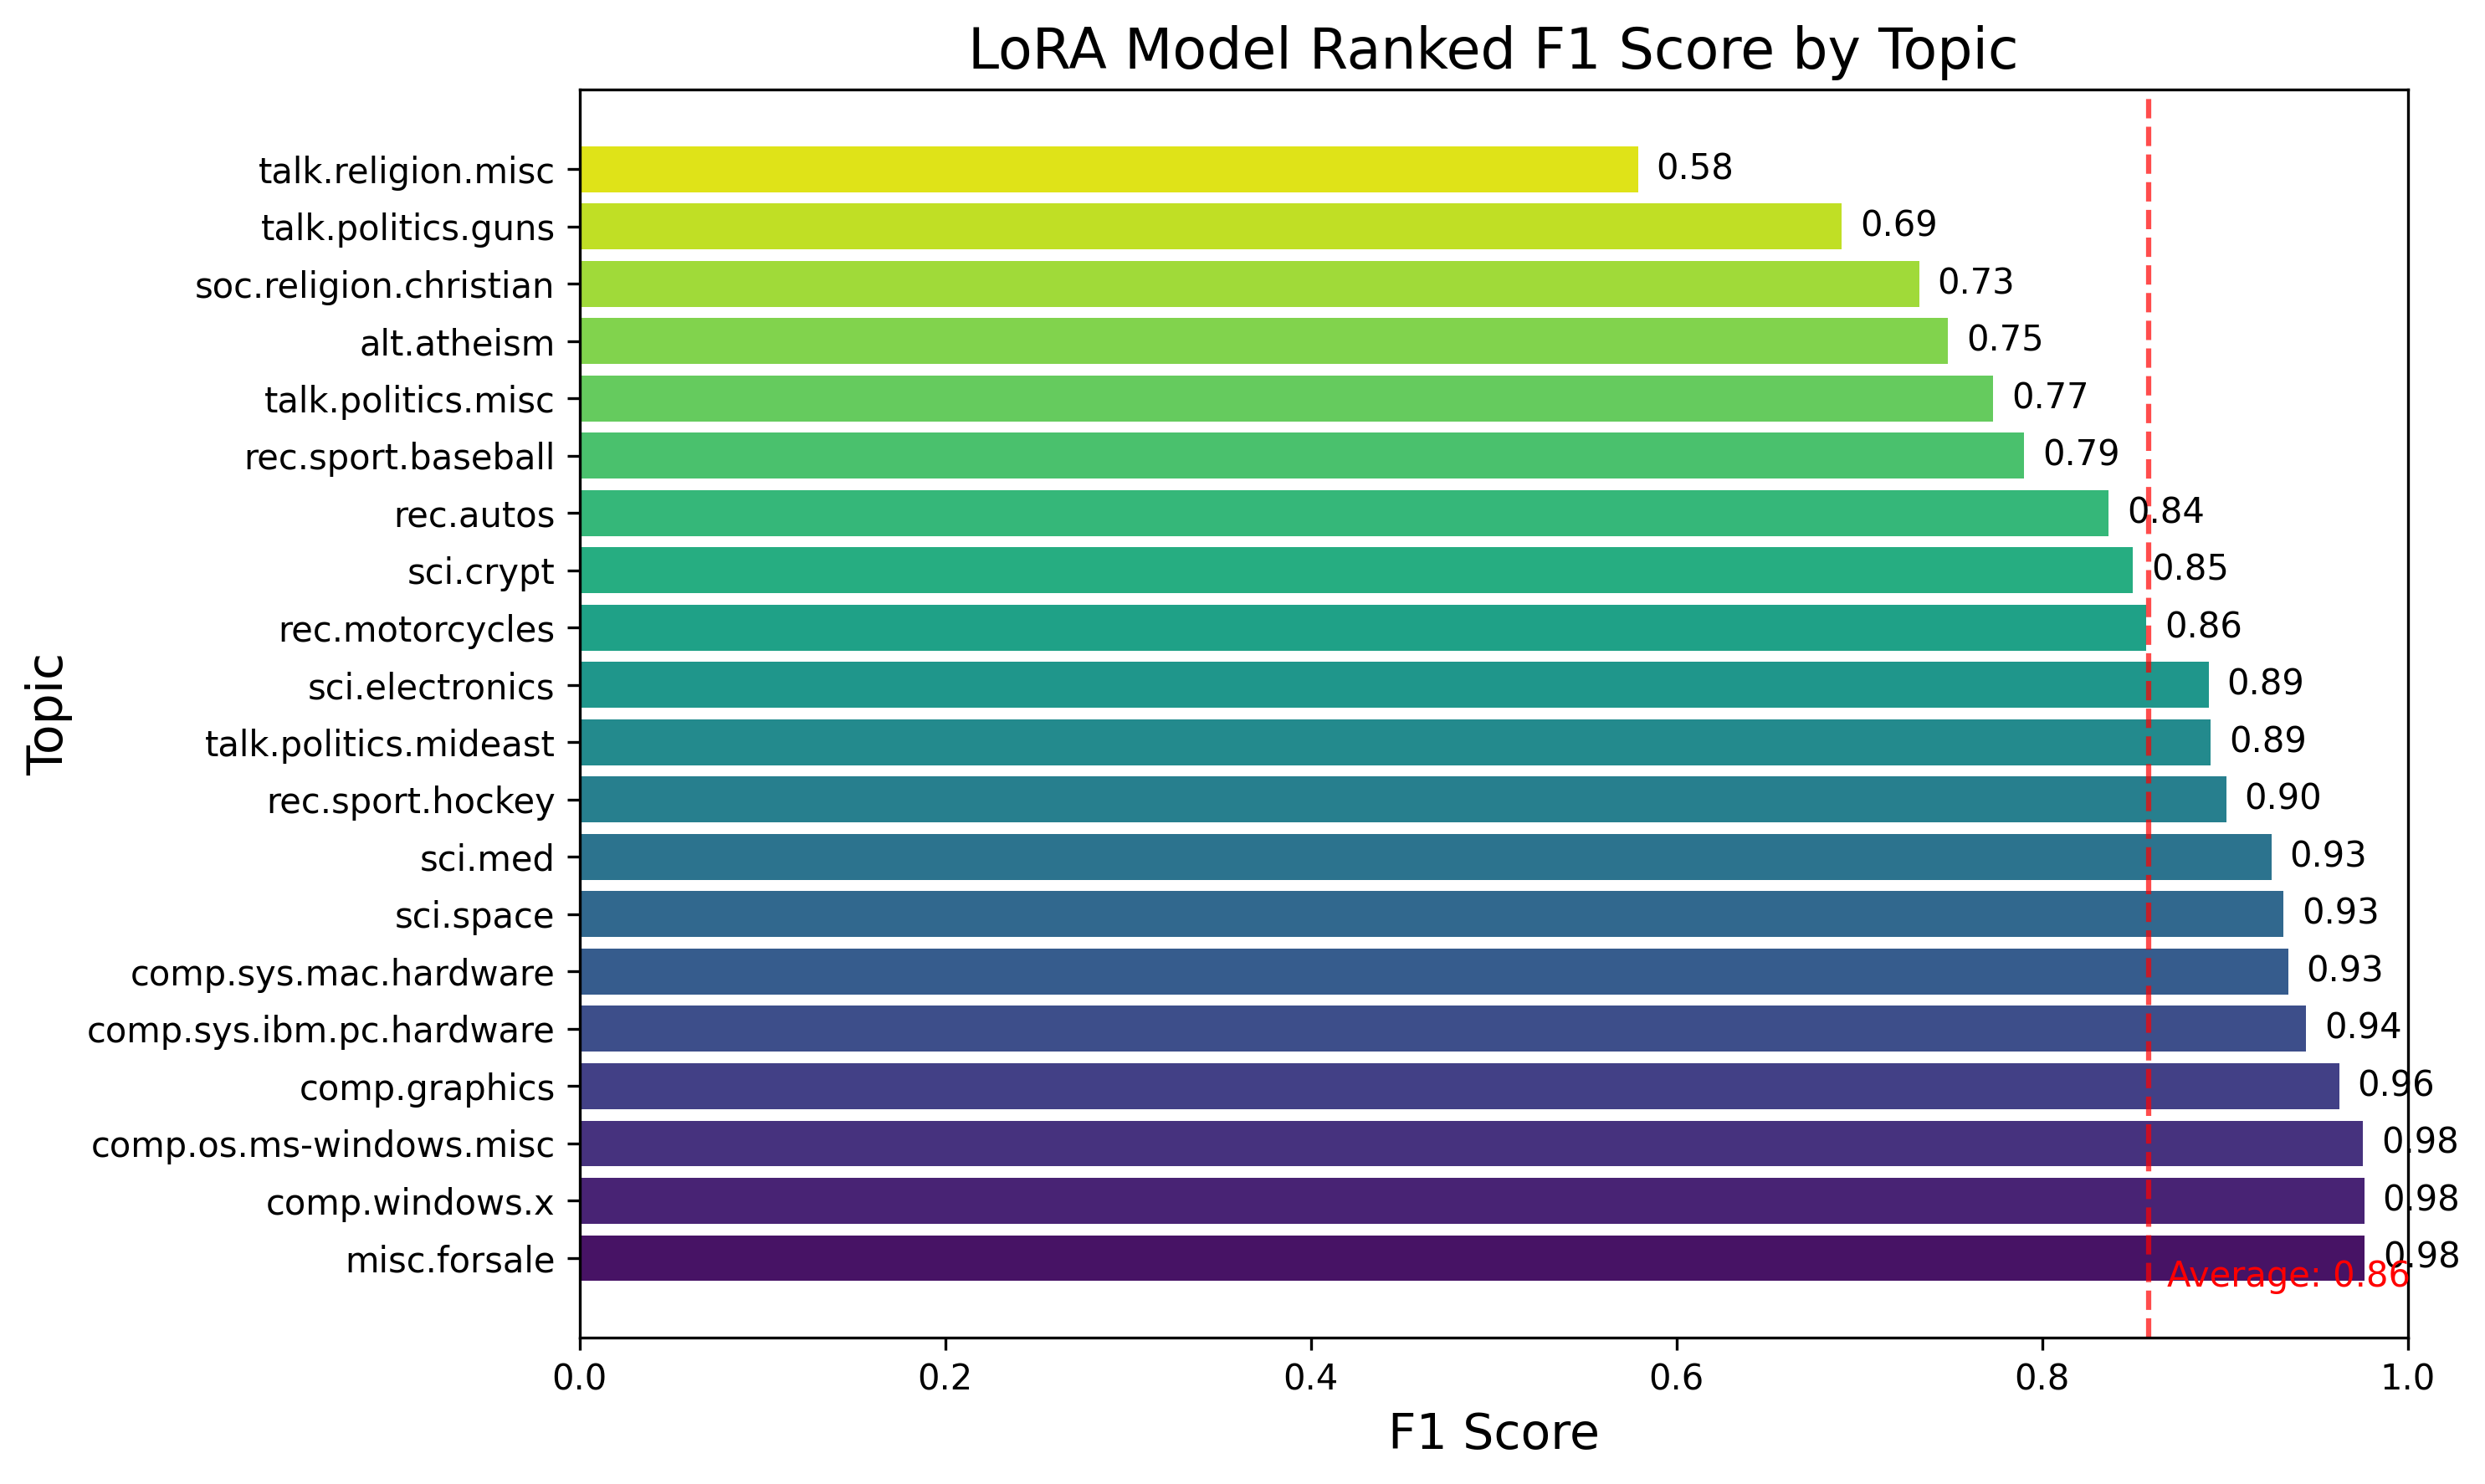 LoRA Model Ranked F1 Score by Topic
talk.religion.misc 0.58
talk.politics.guns 0.69
soc.religion.christian 0.73
alt.atheism 0.75
talk.politics.misc 0.77
rec.sport.baseball 0.79
rec.autos 0.84
sci.crypt 0.85
rec.motorcycles 0.86
sci.electronics 0.89
talk.politics.mideast 0.89
rec.sport.hockey 0.90
sci.med 0.93
sci.space 0.93
comp.sys.mac.hardware 0.93
comp.sys.ibm.pc.hardware 0.94
comp.graphics 0.96
comp.os.ms-windows.misc 0.98
comp.windows.x 0.98
misc.forsale 0.98
Average: 0.86
0.0 0.2 0.4 0.6 0.8 1.0
F1 Score
Topic